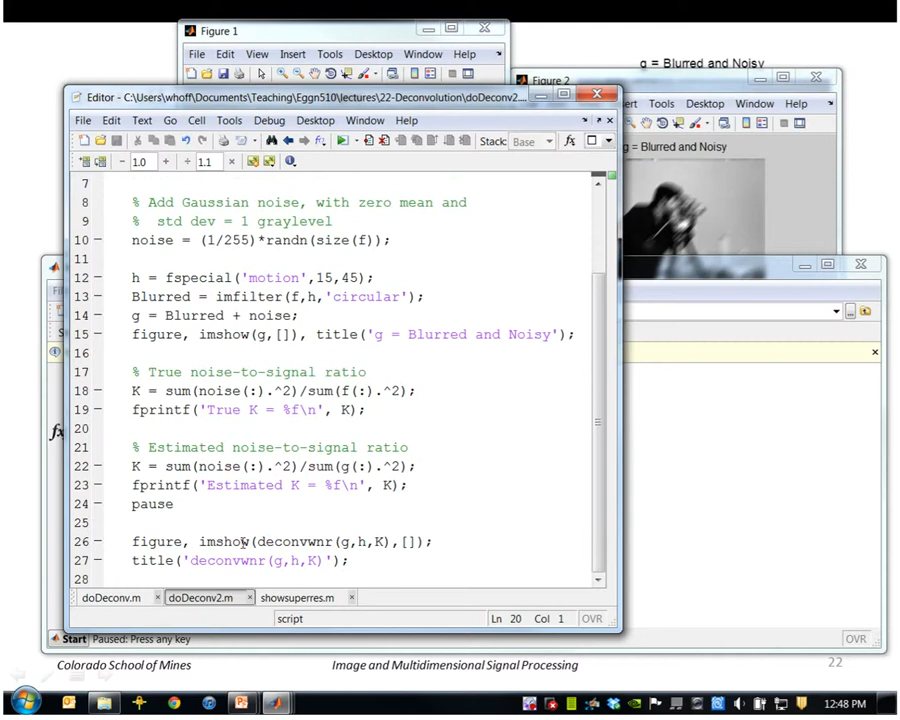 Figure 1
File Edit View Insert Tools Desktop Window Help
g = Blurred and Noisy
Figure 2
Tools Desktop Window Help
g = Blurred and Noisy
Editor - C:\Users\whoff\Documents\Teaching\Eggn510\lectures\22-Deconvolution\doDeconv2....
File Edit Text Go Cell Tools Debug Desktop Window Help
Stack: Base fx
− 1.0 + ÷ 1.1 ×
7
8 % Add Gaussian noise, with zero mean and
9 % std dev = 1 graylevel
10 noise = (1/255)*randn(size(f));
11
12 h = fspecial('motion',15,45);
13 Blurred = imfilter(f,h,'circular');
14 g = Blurred + noise;
15 figure, imshow(g,[]), title('g = Blurred and Noisy');
16
17 % True noise-to-signal ratio
18 K = sum(noise(:).^2)/sum(f(:).^2);
19 fprintf('True K = %f\n', K);
20
21 % Estimated noise-to-signal ratio
22 K = sum(noise(:).^2)/sum(g(:).^2);
23 fprintf('Estimated K = %f\n', K);
24 pause
25
26 figure, imshow(deconvwnr(g,h,K),[]);
27 title('deconvwnr(g,h,K)');
28
fx
doDeconv.m × doDeconv2.m × showsuperres.m ×
script Ln 20 Col 1 OVR
Start Paused: Press any key OVR
Colorado School of Mines Image and Multidimensional Signal Processing 22
12:48 PM